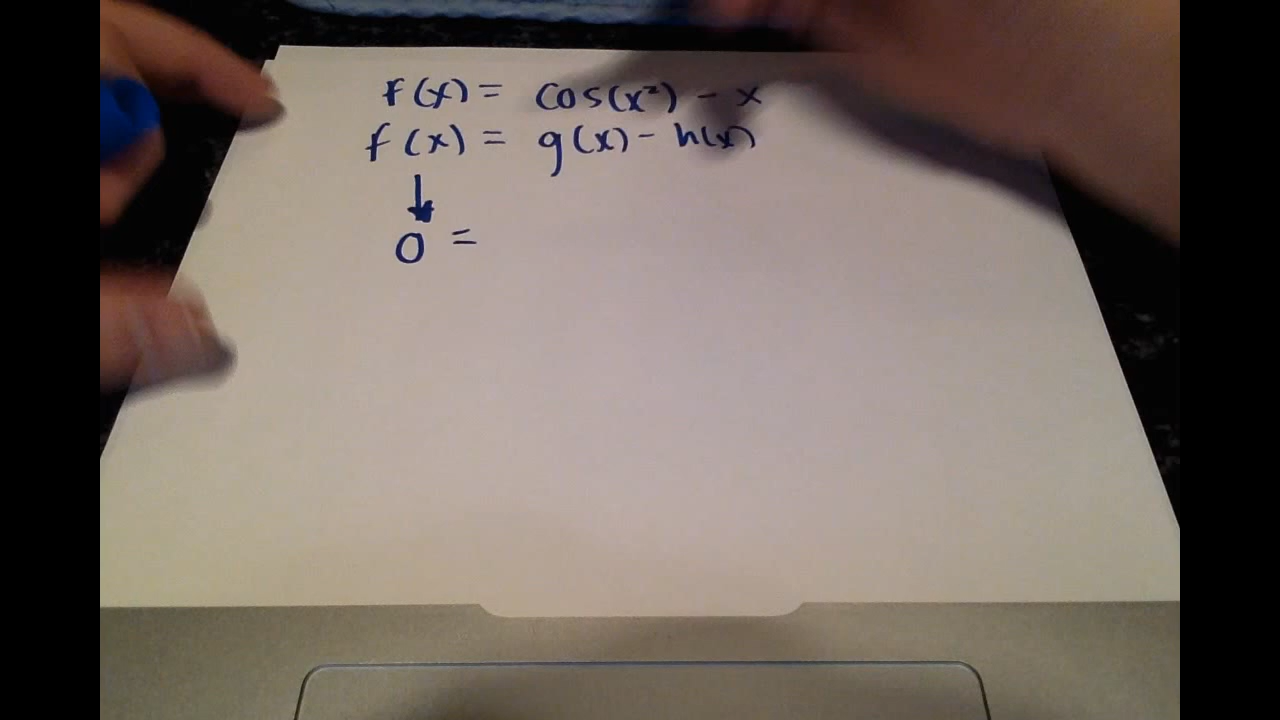 f(x) = cos(x²) - x
f(x) = g(x) - h(x)
↓
0 =